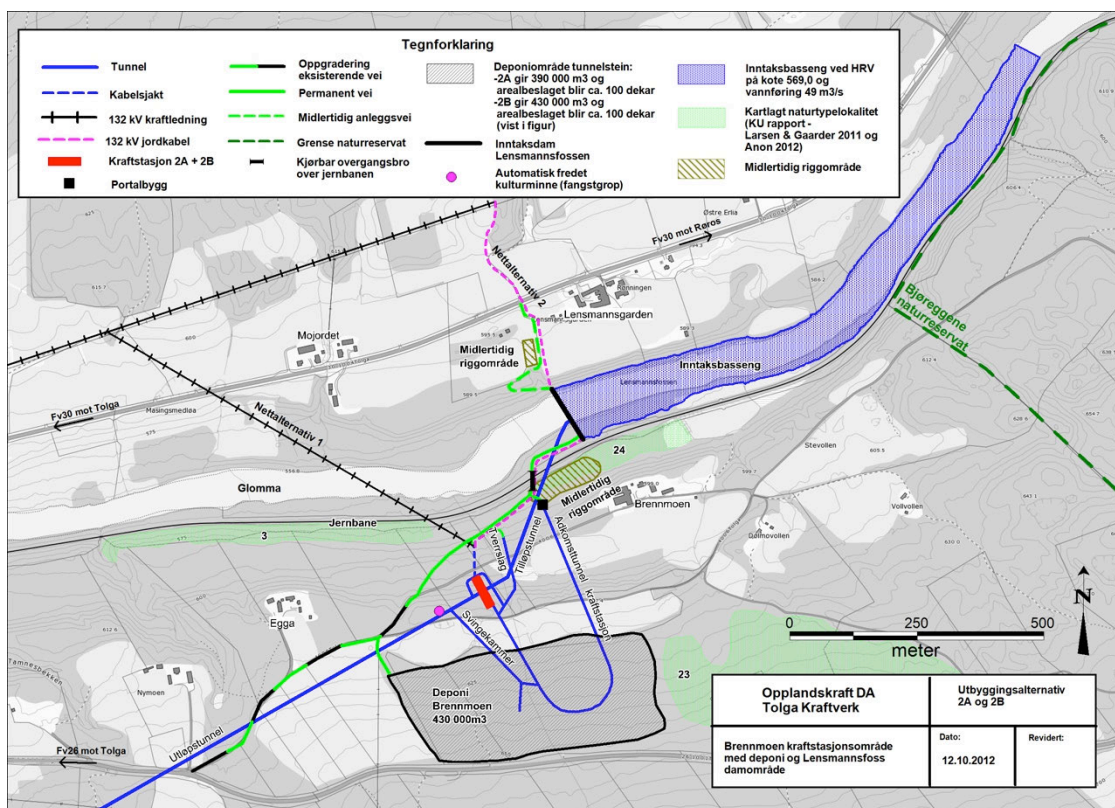 Tegnforklaring
Tunnel
Kabelsjakt
132 kV kraftledning
132 kV jordkabel
Kraftstasjon 2A + 2B
Portalbygg
Oppgradering
eksisterende vei
Permanent vei
Midlertidig anleggsvei
Grense naturreservat
Kjørbar overgangsbro
over jernbanen
Deponiområde tunnelstein:
-2A gir 390 000 m3 og
arealbeslaget blir ca. 100 dekar
-2B gir 430 000 m3 og
arealbeslaget blir ca. 100 dekar
(vist i figur)
Inntaksdam
Lensmannsfossen
Automatisk fredet
kulturminne (fangstgrop)
Inntaksbasseng ved HRV
på kote 569,0 og
vannføring 49 m3/s
Kartlagt naturtypelokalitet
(KU rapport -
Larsen & Gaarder 2011 og
Anon 2012)
Midlertidig riggområde
Østre Erlia
Fv30 mot Røros
Nettalternativ 2
Rønningen
Lensmannsgarden
Mojordet
Midlertidig
riggområde
Bjøreggene
naturreservat
Inntaksbasseng
Lensmannsfossen
Fv30 mot Tolga
Masingsmedløa
Nettalternativ 1
24
Stevollen
Midlertidig
riggområde
Brennmoen
Vollvollen
Glomma
Jernbane
3
Tverrslag
Tilløpstunnel
Adkomsttunnel kraftstasjon
Egga
Svingekammer
N
0 500
meter
Tamnesbekken
Nymoen
Deponi
Brennmoen
430 000m3
23
Utløpstunnel
Fv26 mot Tolga
Opplandskraft DA
Tolga Kraftverk
Utbyggingsalternativ
2A og 2B
Brennmoen kraftstasjonsområde
med deponi og Lensmannsfoss
damområde
Dato:
12.10.2012
Revidert: